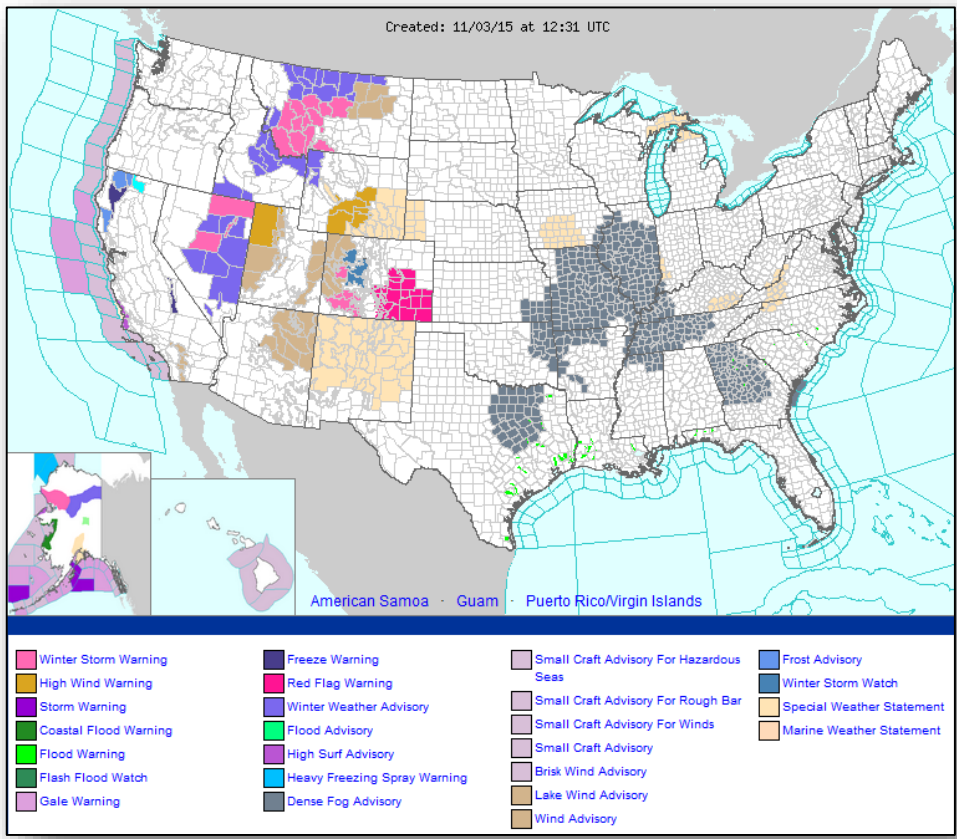 Created: 11/03/15 at 12:31 UTC
American Samoa · Guam · Puerto Rico/Virgin Islands
Winter Storm Warning
High Wind Warning
Storm Warning
Coastal Flood Warning
Flood Warning
Flash Flood Watch
Gale Warning
Freeze Warning
Red Flag Warning
Winter Weather Advisory
Flood Advisory
High Surf Advisory
Heavy Freezing Spray Warning
Dense Fog Advisory
Small Craft Advisory For Hazardous
Seas
Small Craft Advisory For Rough Bar
Small Craft Advisory For Winds
Small Craft Advisory
Brisk Wind Advisory
Lake Wind Advisory
Wind Advisory
Frost Advisory
Winter Storm Watch
Special Weather Statement
Marine Weather Statement